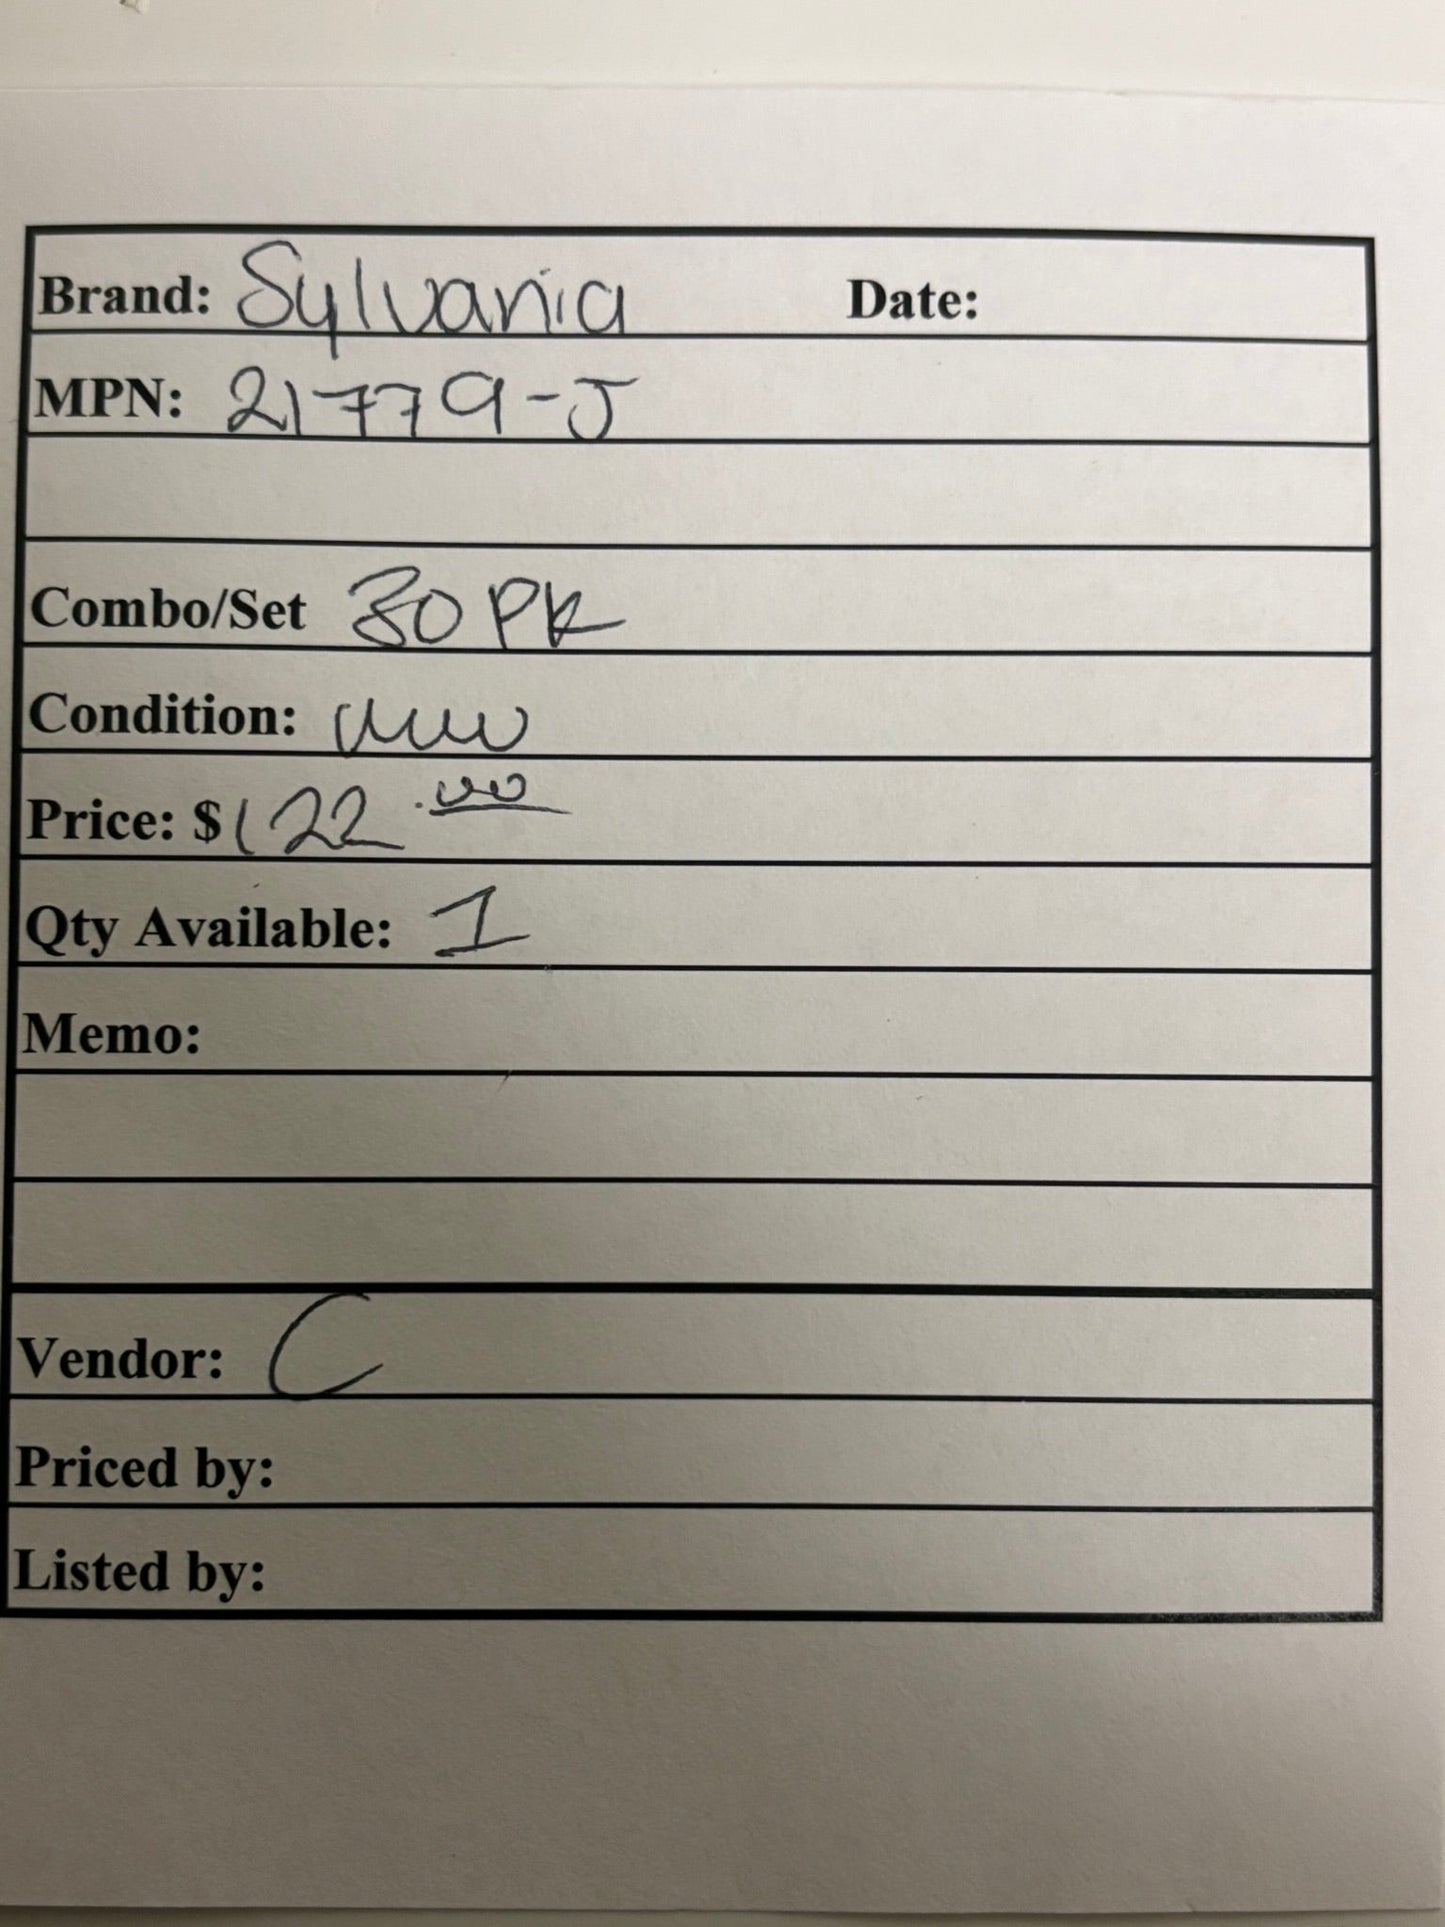 Brand: Sylvania Date:
MPN: 21779-J
Combo/Set 30 PK
Condition: new
Price: $122.00
Qty Available: 1
Memo:
Vendor: C
Priced by:
Listed by: